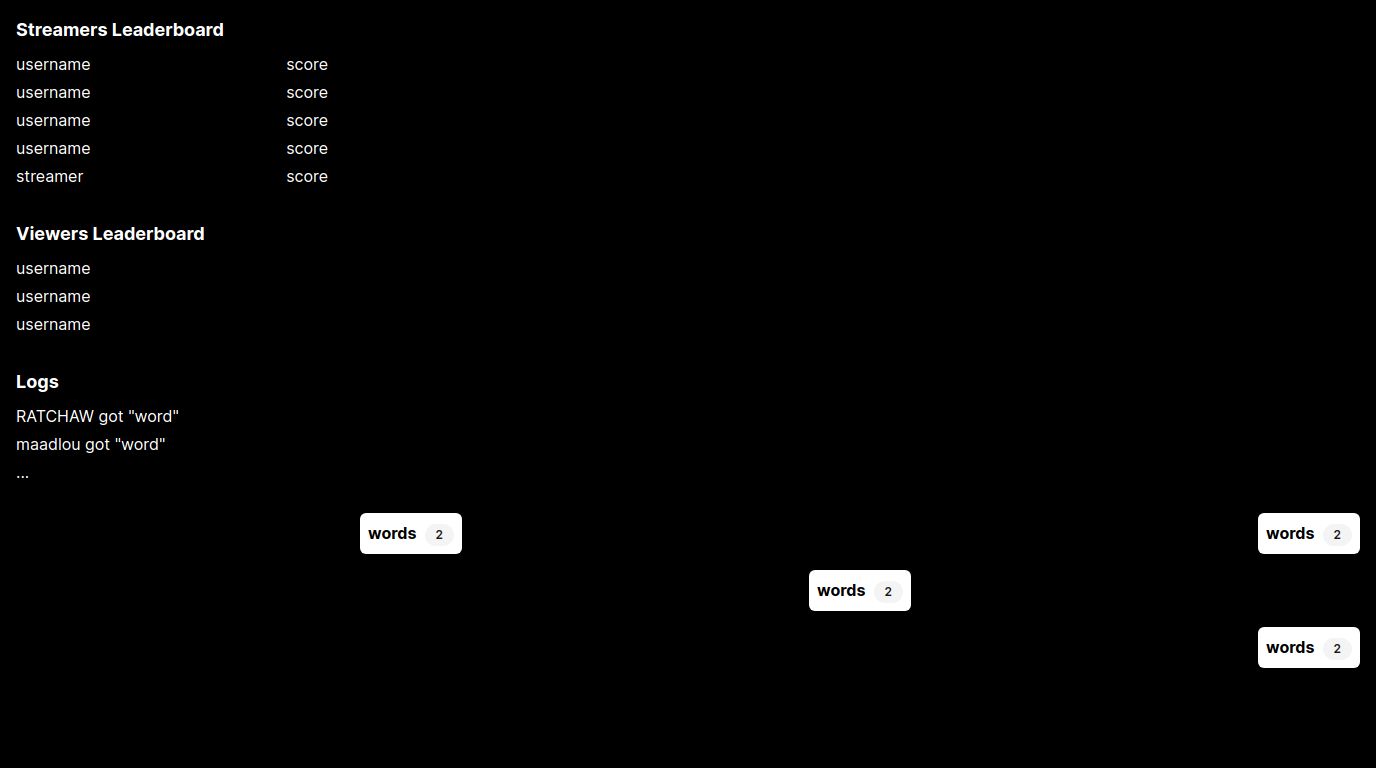 Streamers Leaderboard
username score
username score
username score
username score
streamer score
Viewers Leaderboard
username
username
username
Logs
RATCHAW got "word"
maadlou got "word"
...
words 2 words 2
words 2
words 2